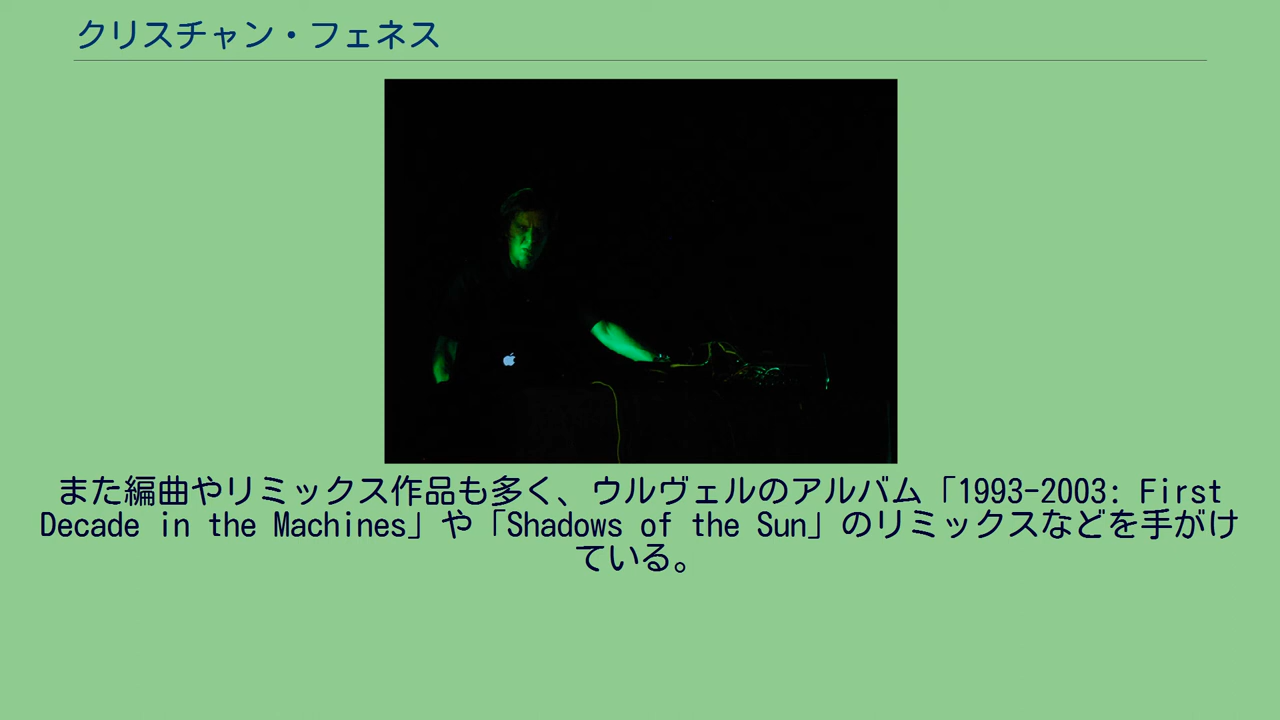 クリスチャン・フェネス
また編曲やリミックス作品も多く、ウルヴェルのアルバム「1993-2003: First
Decade in the Machines」や「Shadows of the Sun」のリミックスなどを手がけ
ている。